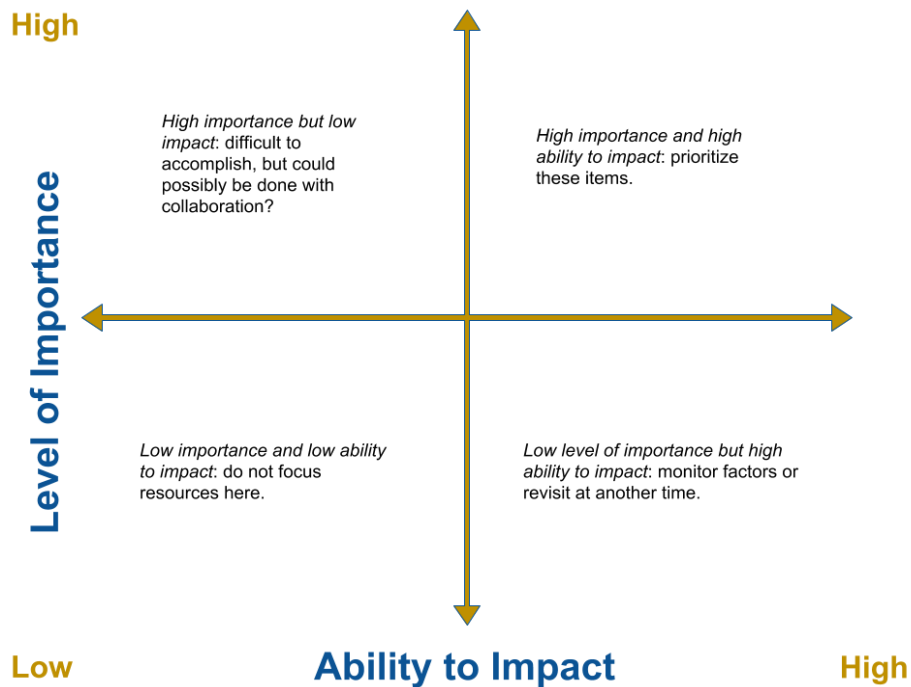 High
High importance but low
impact: difficult to
accomplish, but could
possibly be done with
collaboration?
High importance and high
ability to impact: prioritize
these items.
Level of Importance
Low importance and low ability
to impact: do not focus
resources here.
Low level of importance but high
ability to impact: monitor factors or
revisit at another time.
Low
Ability to Impact
High